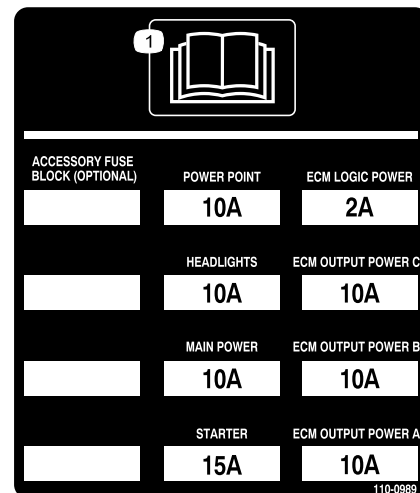 1
ACCESSORY FUSE
BLOCK (OPTIONAL)
POWER POINT
ECM LOGIC POWER
10A
2A
HEADLIGHTS
ECM OUTPUT POWER C
10A
10A
MAIN POWER
ECM OUTPUT POWER B
10A
10A
STARTER
ECM OUTPUT POWER A
15A
10A
110-0989